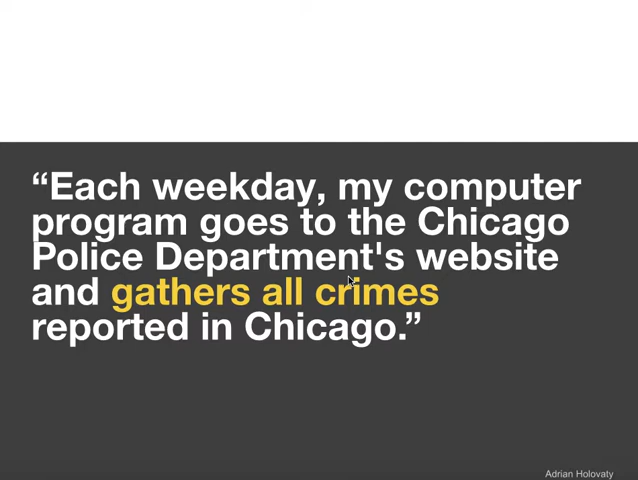 “Each weekday, my computer
program goes to the Chicago
Police Department's website
and gathers all crimes
reported in Chicago.”
Adrian Holovaty